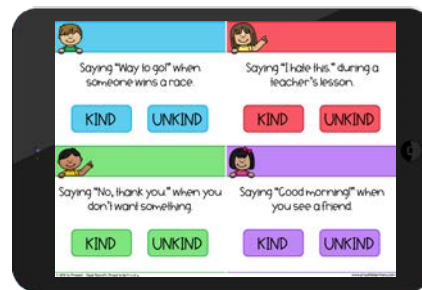 Saying "Way to go!" when
someone wins a race.
KIND UNKIND
Saying "I hate this." during a
teacher's lesson.
KIND UNKIND
Saying "No, thank you." when you
don't want something.
KIND UNKIND
Saying "Good morning!" when
you see a friend.
KIND UNKIND